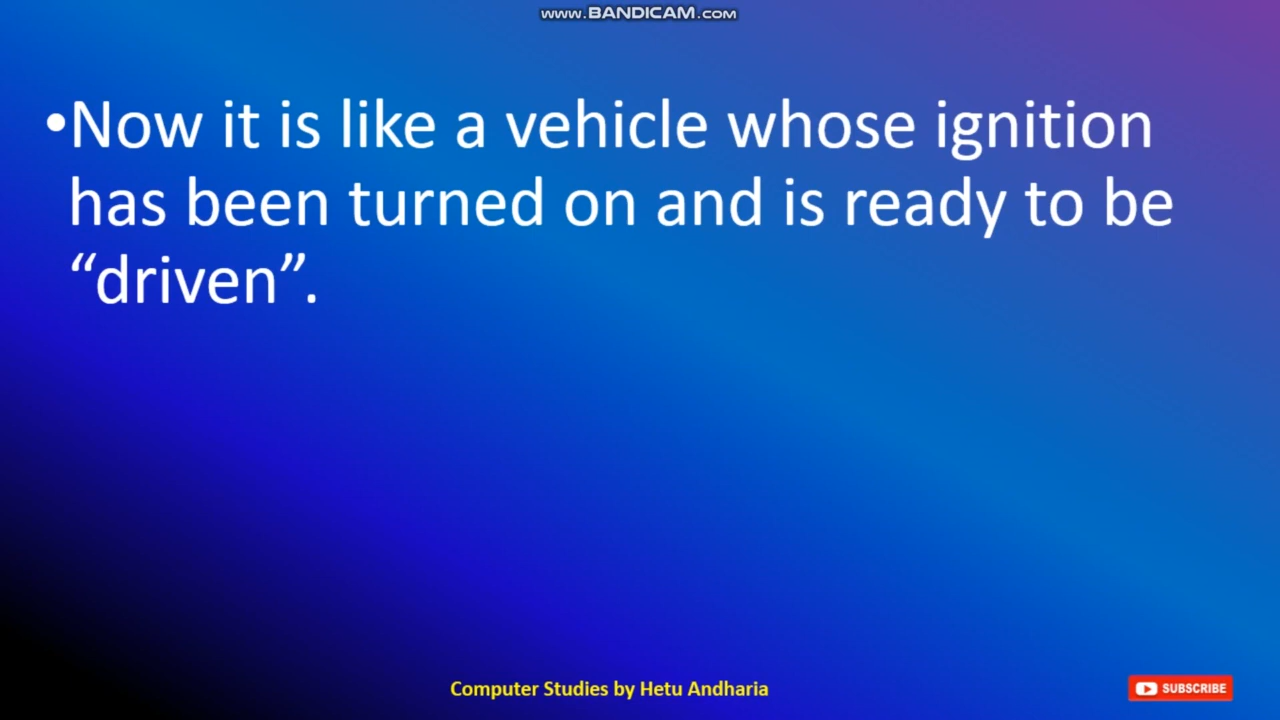 www.BANDICAM.com
•Now it is like a vehicle whose ignition
has been turned on and is ready to be
“driven”.
Computer Studies by Hetu Andharia
SUBSCRIBE